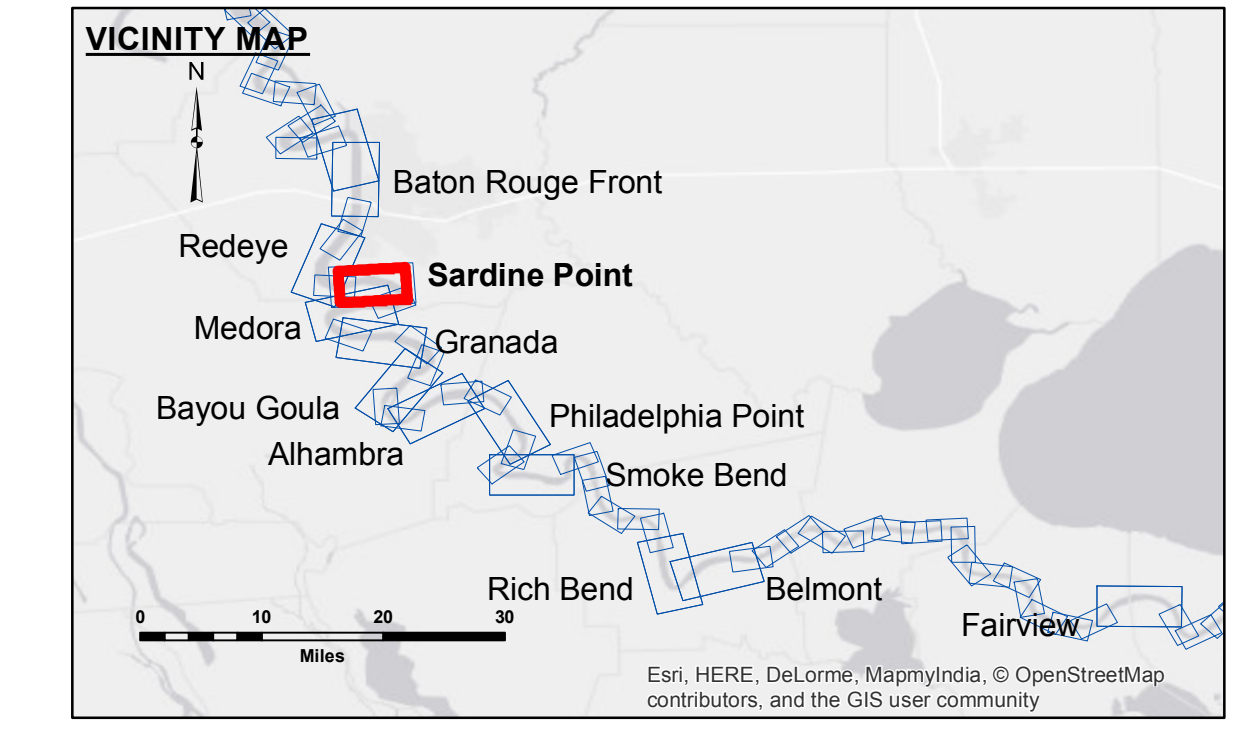 VICINITY MAP
N
Baton Rouge Front
Redeye
Sardine Point
Medora
Granada
Bayou Goula
Philadelphia Point
Alhambra
Smoke Bend
Rich Bend
Belmont
Fairview
0 10 20 30
Miles
Esri, HERE, DeLorme, MapmyIndia, © OpenStreetMap
contributors, and the GIS user community